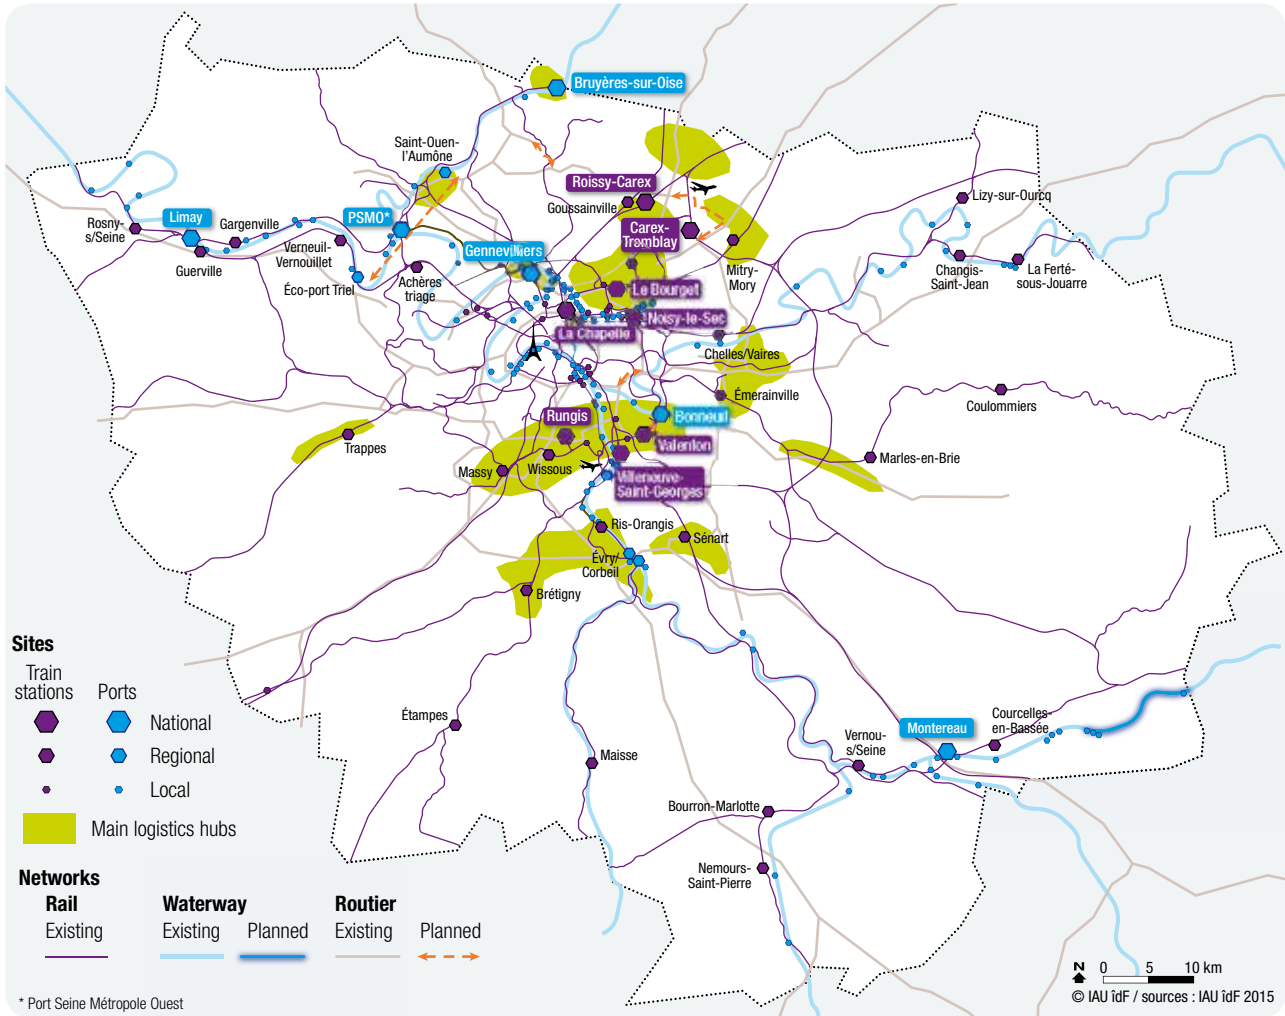 Bruyères-sur-Oise
Saint-Ouen-
l'Aumône
Roissy-Carex
Goussainville
Lizy-sur-Ourcq
Limay
PSMO*
Rosny-
s/Seine
Gargenville
Carex-
Tremblay
Verneuil-
Vernouillet
Gennevilliers
Guerville
Mitry-
Mory
Changis-
Saint-Jean
La Ferté-
sous-Jouarre
Achères
triage
Éco-port Triel
Le Bourget
Noisy-le-Sec
La Chapelle
Chelles/Vaires
Émerainville
Coulommiers
Rungis
Bonneuil
Trappes
Valenton
Marles-en-Brie
Massy
Wissous
Villeneuve-
Saint-Georges
Ris-Orangis
Sénart
Évry/
Corbeil
Brétigny
Sites
Train
stations
Ports
National
Regional
Local
Main logistics hubs
Étampes
Maisse
Courcelles-
en-Bassée
Montereau
Vernou-
s/Seine
Bourron-Marlotte
Nemours-
Saint-Pierre
Networks
Rail
Waterway
Routier
Existing
Existing
Planned
Existing
Planned
N
0 5 10 km
© IAU îdF / sources : IAU îdF 2015
* Port Seine Métropole Ouest